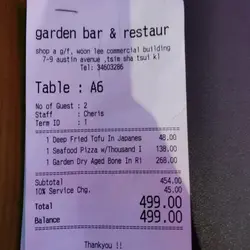 garden bar & restaur
shop a g/f, woon lee commercial building
7-9 austin avenue ,tsim sha tsui kl
Tel: 34603286
Table : A6
No of Guest : 2
Staff : Cheris
Term ID : 1
1 Deep Fried Tofu In Japanes 48.00
1 Seafood Pizza w/Thousand I 138.00
1 Garden Dry Aged Bone In Ri 268.00
Subtotal 454.00
10% Service Chg. 45.00
Total 499.00
Balance 499.00
Thankyou !!